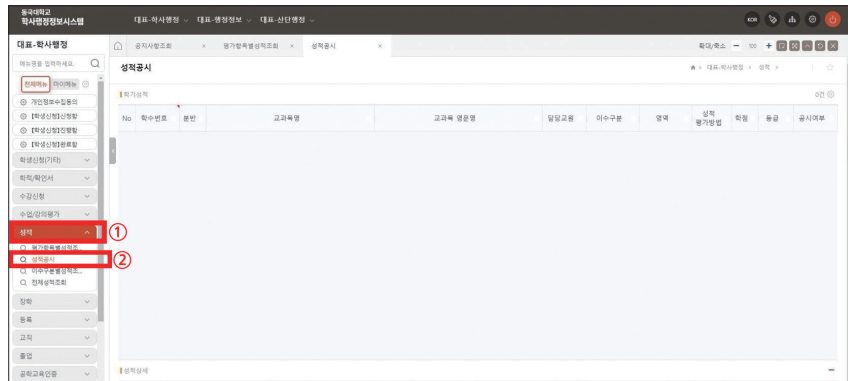 동국대학교
학사행정정보시스템
대표-학사행정
대표-행정정보
대표-산단행정
KOR
대표-학사행정
공지사항조회 ×
평가항목별성적조회 ×
성적공시 ×
확대/축소 − 100 +
메뉴명을 입력하세요.
성적공시
대표-학사행정 > 성적 >
전체메뉴 마이메뉴
학기성적
0건
개인정보수집동의
[학생신청]신청함
[학생신청]진행함
[학생신청]완료함
No 학수번호 분반 교과목명 교과목 영문명 담당교원 이수구분 영역 성적 평가방법 학점 등급 공시여부
학생신청(기타)
학적/확인서
수강신청
수업/강의평가
성적 ①
평가항목별성적조...
성적공시 ②
이수구분별성적조...
전체성적조회
장학
등록
교직
졸업
공학교육인증
성적상세